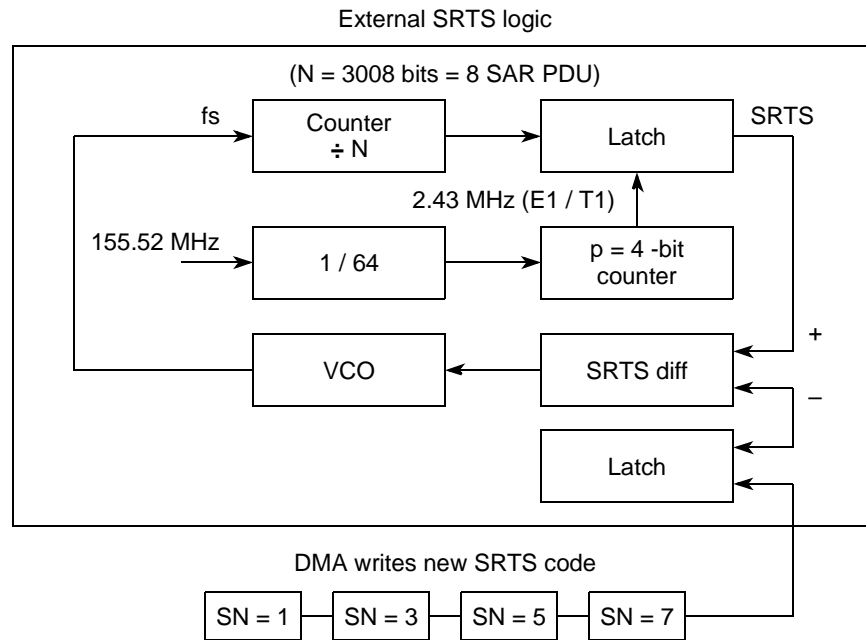 External SRTS logic
(N = 3008 bits = 8 SAR PDU)
fs
Counter
÷ N
Latch
SRTS
2.43 MHz (E1 / T1)
155.52 MHz
1 / 64
p = 4 -bit
counter
+
VCO
SRTS diff
–
Latch
DMA writes new SRTS code
SN = 1
SN = 3
SN = 5
SN = 7